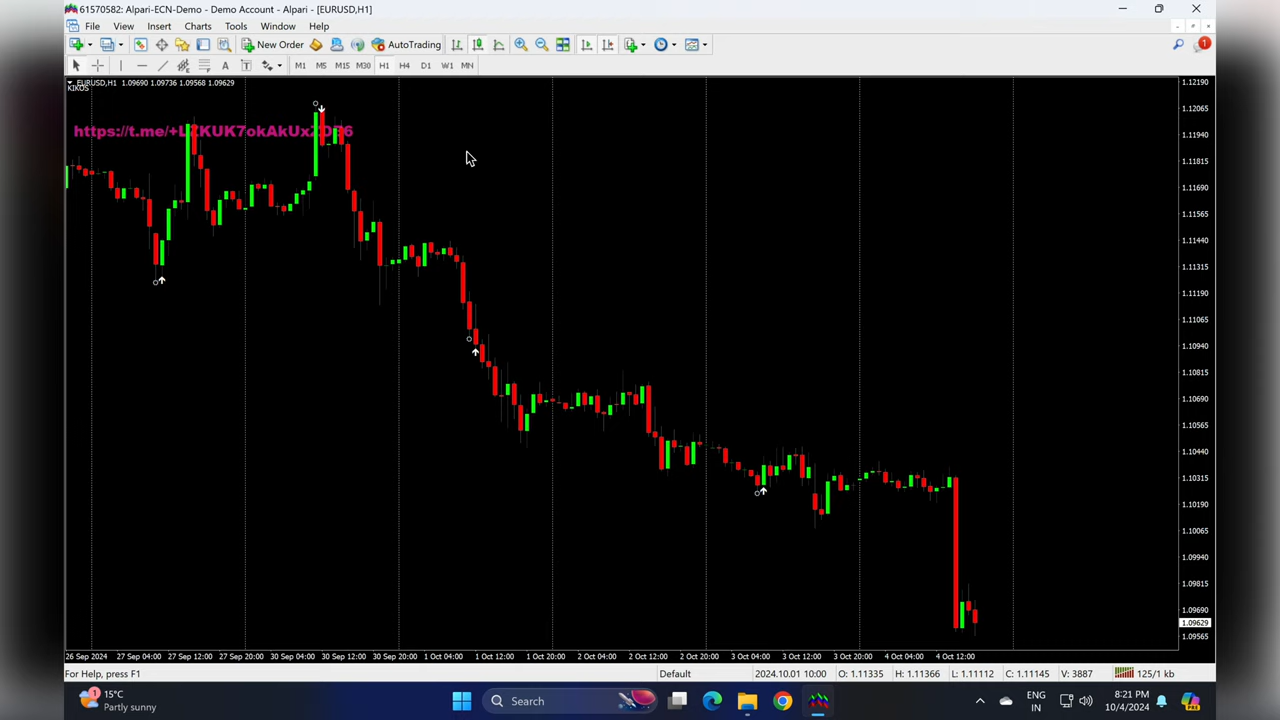 61570582: Alpari-ECN-Demo - Demo Account - Alpari - [EURUSD,H1]
File View Insert Charts Tools Window Help
New Order AutoTrading 1
A T M1 M5 M15 M30 H1 H4 D1 W1 MN
EURUSD,H1 1.09690 1.09736 1.09568 1.09629
KIKOS
1.12190
1.12065
1.11940
1.11815
1.11690
1.11565
1.11440
1.11315
1.11190
1.11065
1.10940
1.10815
1.10690
1.10565
1.10440
1.10315
1.10190
1.10065
1.09940
1.09815
1.09690
1.09629
1.09565
26 Sep 2024 27 Sep 04:00 27 Sep 12:00 27 Sep 20:00 30 Sep 04:00 30 Sep 12:00 30 Sep 20:00 1 Oct 04:00 1 Oct 12:00 1 Oct 20:00 2 Oct 04:00 2 Oct 12:00 2 Oct 20:00 3 Oct 04:00 3 Oct 12:00 3 Oct 20:00 4 Oct 04:00 4 Oct 12:00
For Help, press F1 Default 2024.10.01 10:00 O: 1.11335 H: 1.11366 L: 1.11112 C: 1.11145 V: 3887 125/1 kb
1 15°C Partly sunny Search ENG IN 8:21 PM 10/4/2024 PRE